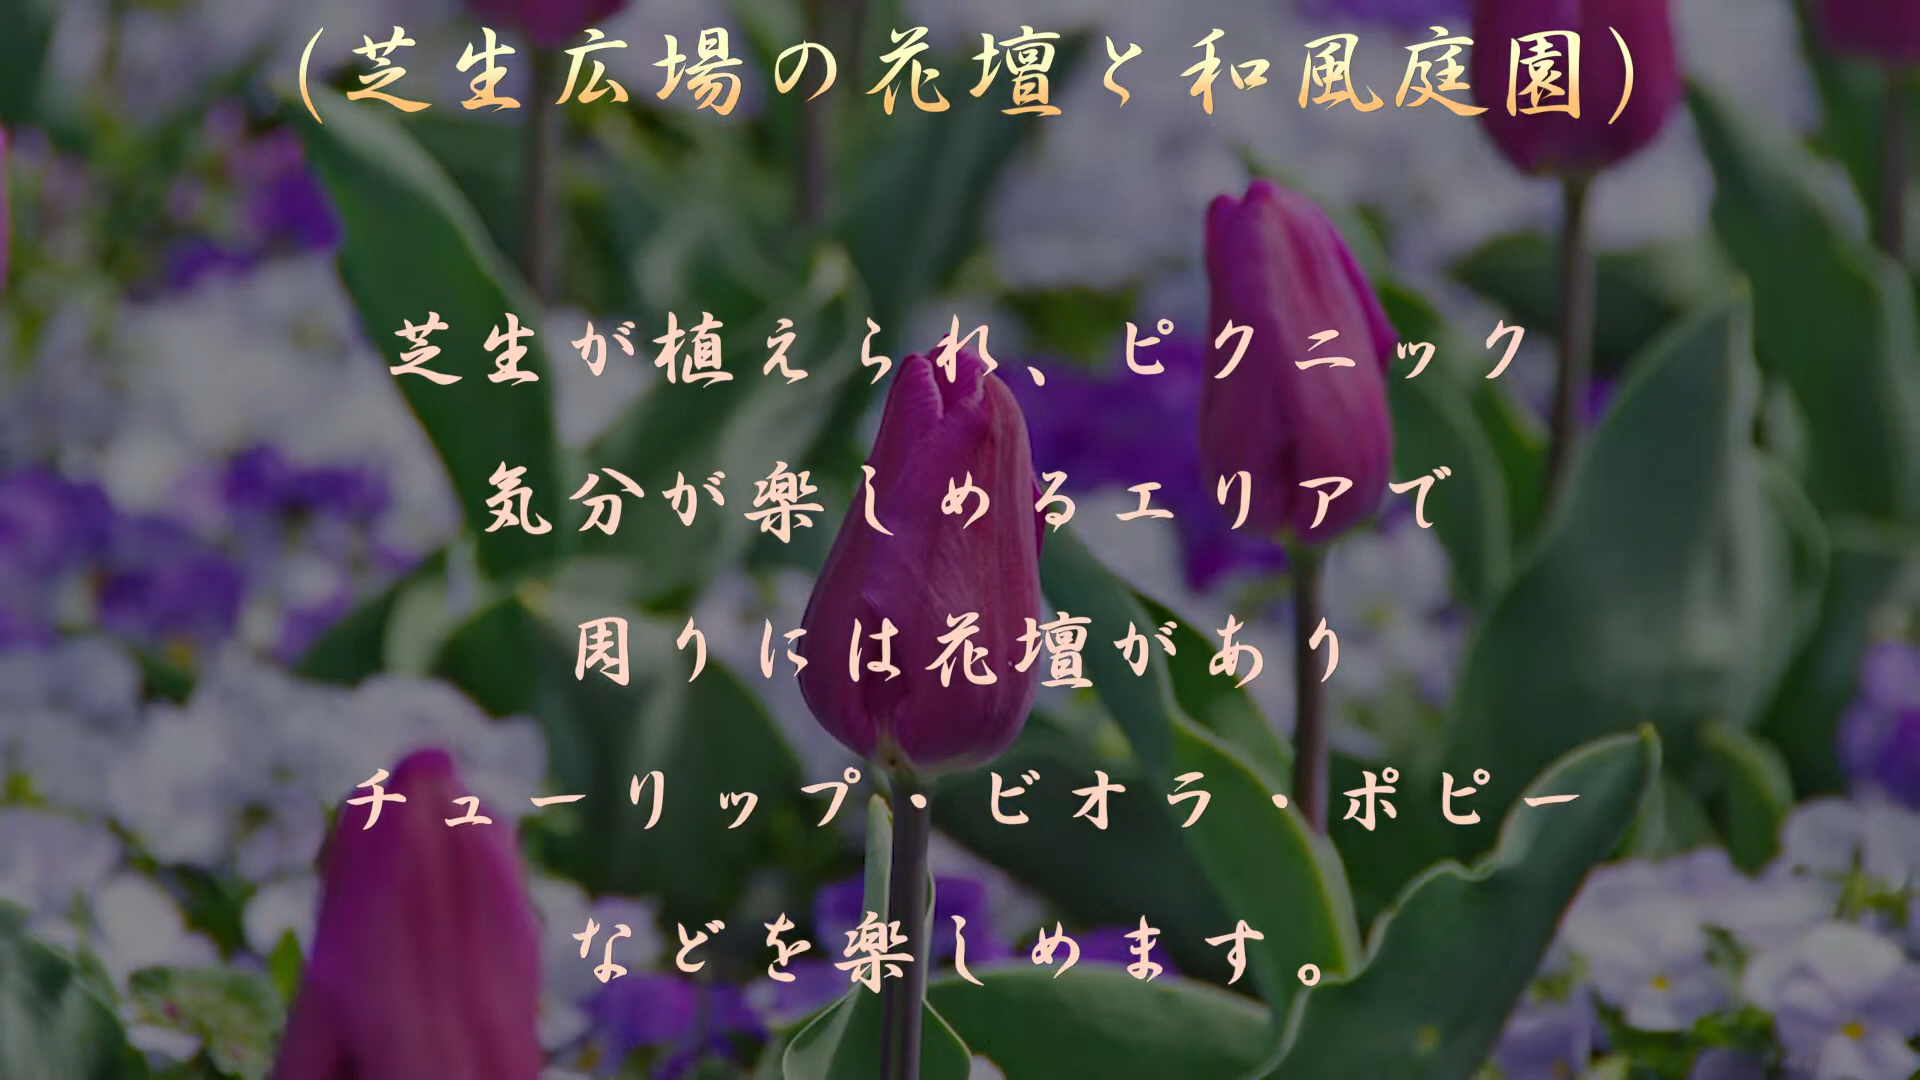 (芝生広場の花壇と和風庭園)
芝生が植えられ、ピクニック
気分が楽しめるエリアで
周りには花壇があり
チューリップ・ビオラ・ポピー
などを楽しめます。